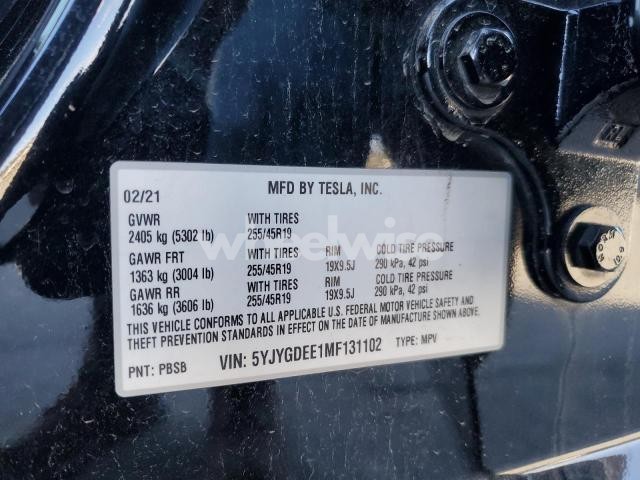 02/21 MFD BY TESLA, INC.
GVWR WITH TIRES
2405 kg (5302 lb) 255/45R19
GAWR FRT WITH TIRES RIM COLD TIRE PRESSURE
1363 kg (3004 lb) 255/45R19 19X9.5J 290 kPa, 42 psi
GAWR RR WITH TIRES RIM COLD TIRE PRESSURE
1636 kg (3606 lb) 255/45R19 19X9.5J 290 kPa, 42 psi
THIS VEHICLE CONFORMS TO ALL APPLICABLE U.S. FEDERAL MOTOR VEHICLE SAFETY AND
THEFT PREVENTION STANDARDS IN EFFECT ON THE DATE OF MANUFACTURE SHOWN ABOVE.
PNT: PBSB VIN: 5YJYGDEE1MF131102 TYPE: MPV
wheelwise